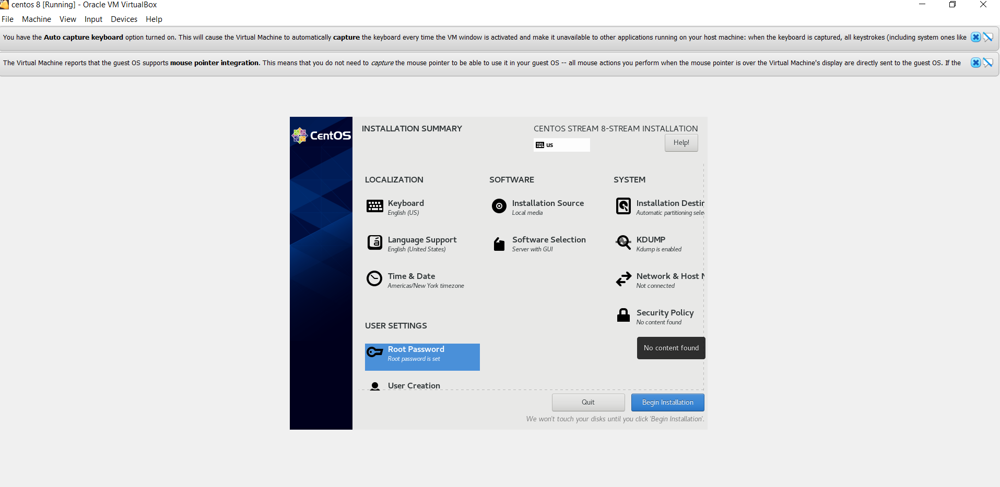 centos 8 [Running] - Oracle VM VirtualBox
File Machine View Input Devices Help
You have the Auto capture keyboard option turned on. This will cause the Virtual Machine to automatically capture the keyboard every time the VM window is activated and make it unavailable to other applications running on your host machine: when the keyboard is captured, all keystrokes (including system ones like
The Virtual Machine reports that the guest OS supports mouse pointer integration. This means that you do not need to capture the mouse pointer to be able to use it in your guest OS -- all mouse actions you perform when the mouse pointer is over the Virtual Machine's display are directly sent to the guest OS. If the
CentOS
INSTALLATION SUMMARY
CENTOS STREAM 8-STREAM INSTALLATION
us
Help!
LOCALIZATION
Keyboard
English (US)
Language Support
English (United States)
Time & Date
Americas/New York timezone
SOFTWARE
Installation Source
Local media
Software Selection
Server with GUI
SYSTEM
Installation Destin
Automatic partitioning sele
KDUMP
Kdump is enabled
Network & Host N
Not connected
Security Policy
No content found
No content found
USER SETTINGS
Root Password
Root password is set
User Creation
Quit
Begin Installation
We won't touch your disks until you click 'Begin Installation'.